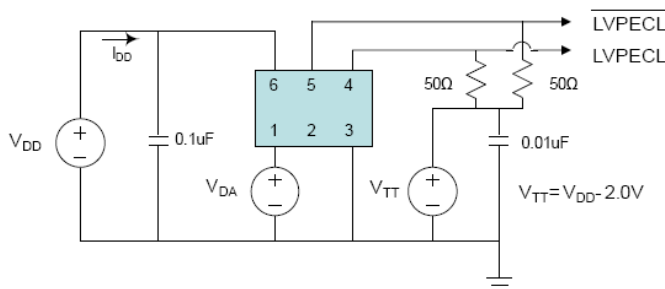 LVPECL
LVPECL
I_DD
50Ω 50Ω
6 5 4
1 2 3
V_DD
0.1uF
V_DA
V_TT
0.01uF
V_TT=V_DD-2.0V